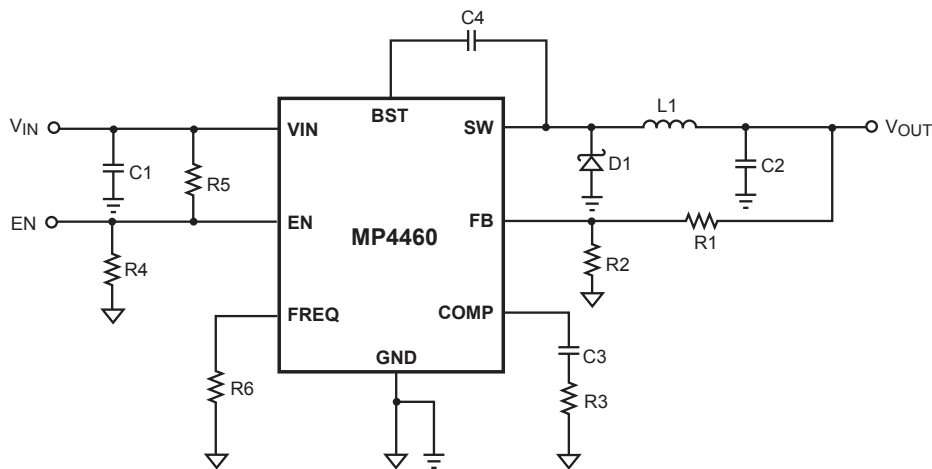 C4
BST
VIN
VIN
SW
L1
VOUT
C1
R5
D1
C2
EN
EN
MP4460
FB
R1
R4
R2
FREQ
COMP
GND
C3
R6
R3